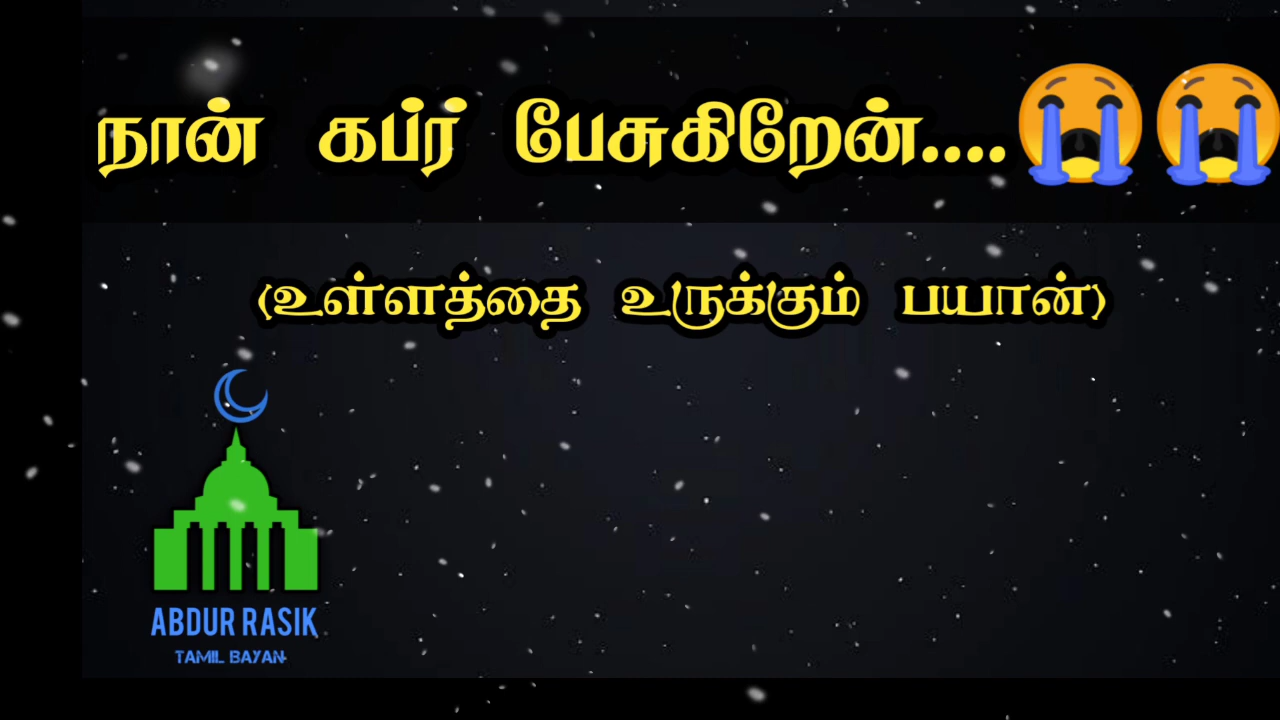 நான் கப்ர் பேசுகிறேன்....😭😭
(உள்ளத்தை உருக்கும் பயான்)
ABDUR RASIK
TAMIL BAYAN